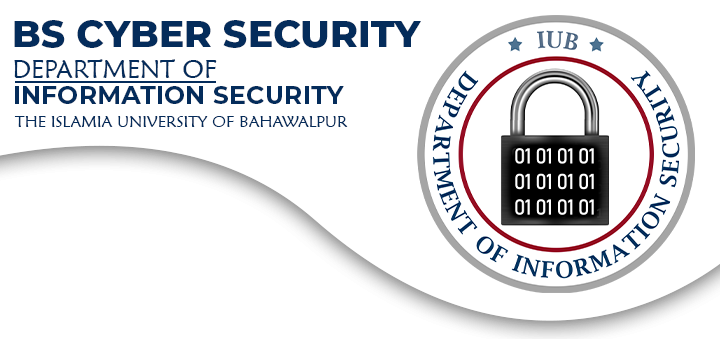 BS CYBER SECURITY
DEPARTMENT OF
INFORMATION SECURITY
THE ISLAMIA UNIVERSITY OF BAHAWALPUR
IUB
DEPARTMENT OF INFORMATION SECURITY
01 01 01 01
01 01 01 01
01 01 01 01